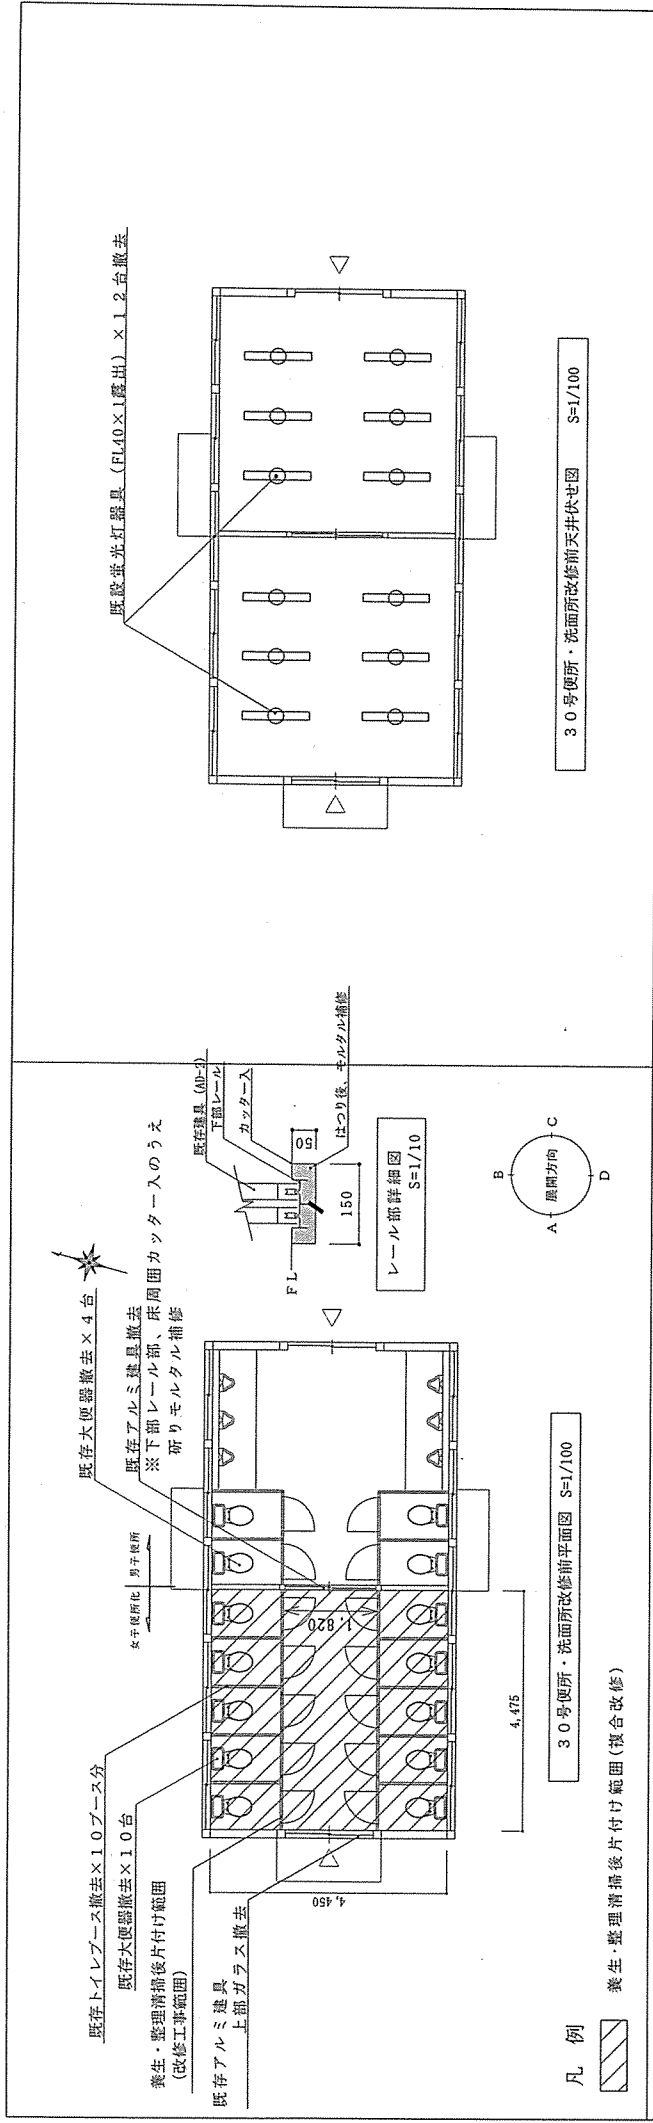 既存トイレブース撤去×10ブース分
既存大便器撤去×10台
養生・整理清掃後片付け範囲
(改修工事範囲)
既存アルミ建具
上部ガラス撤去
女子便所化
男子便所
既存大便器撤去×4台
既存アルミ建具撤去
※下部レール部、床周囲カッター入のうえ
斫りモルタル補修
1,820
4,450
4,475
30号便所・洗面所改修前平面図 S=1/100
凡 例
養生・整理清掃後片付け範囲(複合改修)
既存建具 (AD-2)
下部レール
カッター入
はつり後、モルタル補修
FL
50
150
レール部詳細図
S=1/10
A
B
C
D
展開方向
既設蛍光灯器具 (FL40×1露出) ×12台撤去
30号便所・洗面所改修前天井伏せ図 S=1/100